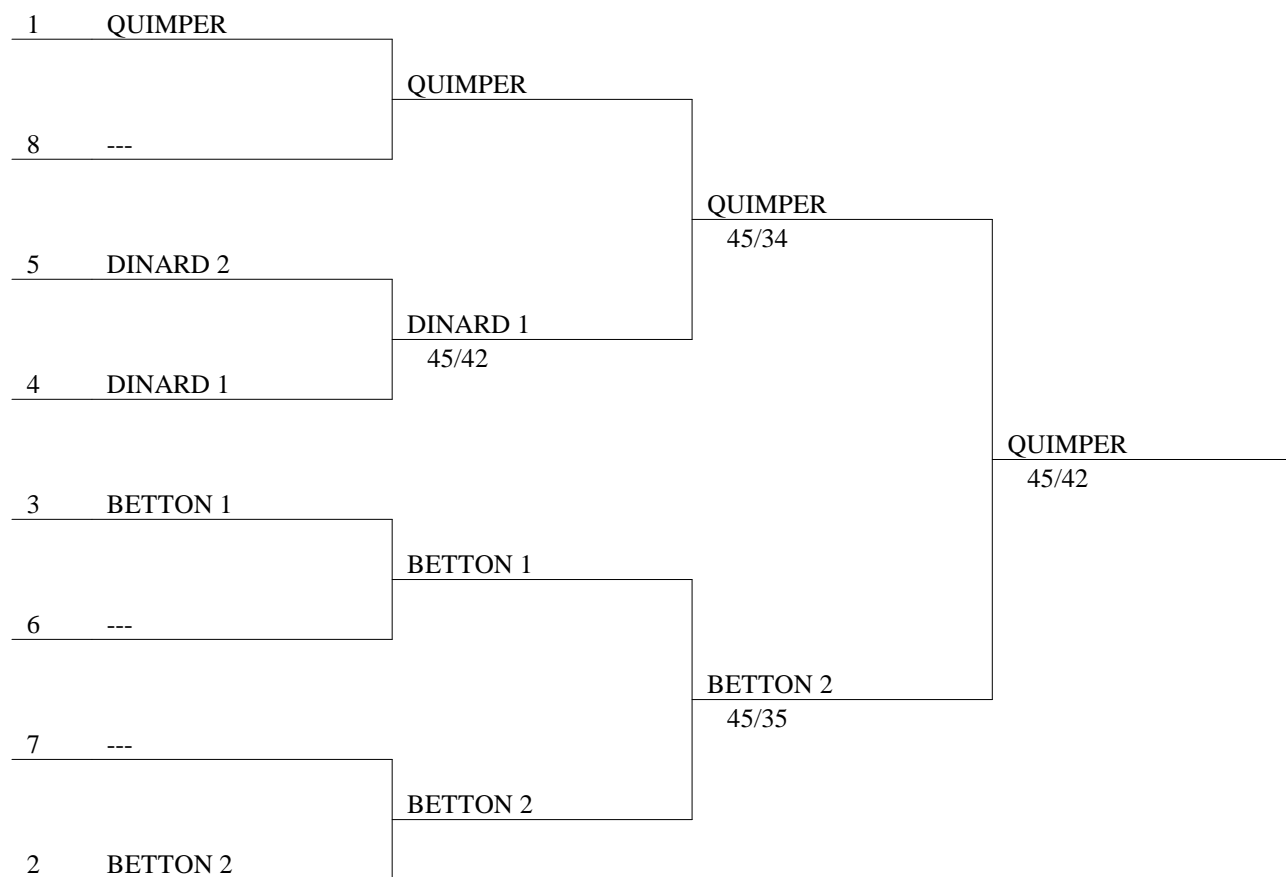 1 QUIMPER
QUIMPER
8 ---
QUIMPER
45/34
5 DINARD 2
DINARD 1
45/42
4 DINARD 1
QUIMPER
45/42
3 BETTON 1
BETTON 1
6 ---
BETTON 2
45/35
7 ---
BETTON 2
2 BETTON 2